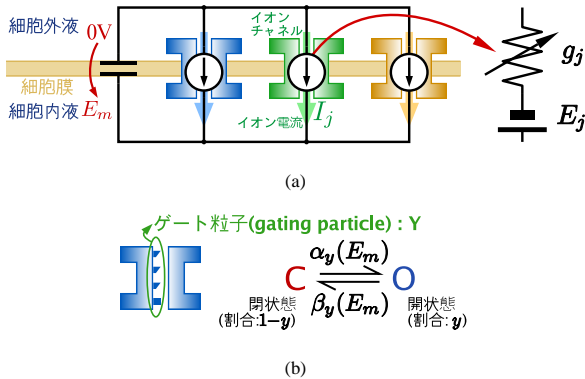 細胞外液
0V
イオン
チャネル
細胞膜
細胞内液
E_m
イオン電流
I_j
g_j
E_j
(a)
ゲート粒子(gating particle) : Y
α_y(E_m)
C
O
β_y(E_m)
閉状態
(割合:1−y)
開状態
(割合: y)
(b)